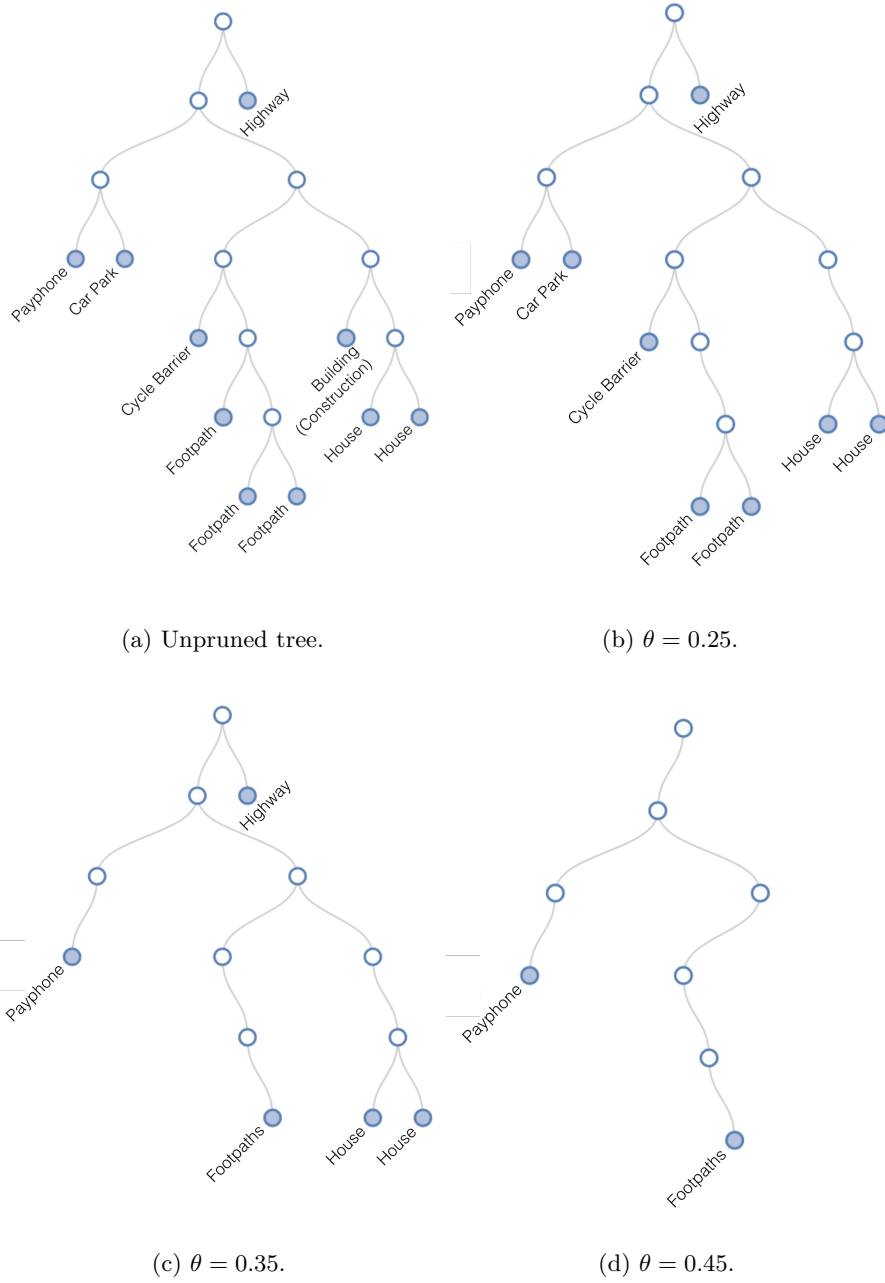 Highway
Payphone
Car Park
Cycle Barrier
Building
(Construction)
Footpath
House
House
Footpath
Footpath
(a) Unpruned tree.
Highway
Payphone
Car Park
Cycle Barrier
House
House
Footpath
Footpath
(b) θ = 0.25.
Highway
Payphone
Footpaths
House
House
(c) θ = 0.35.
Payphone
Footpaths
(d) θ = 0.45.